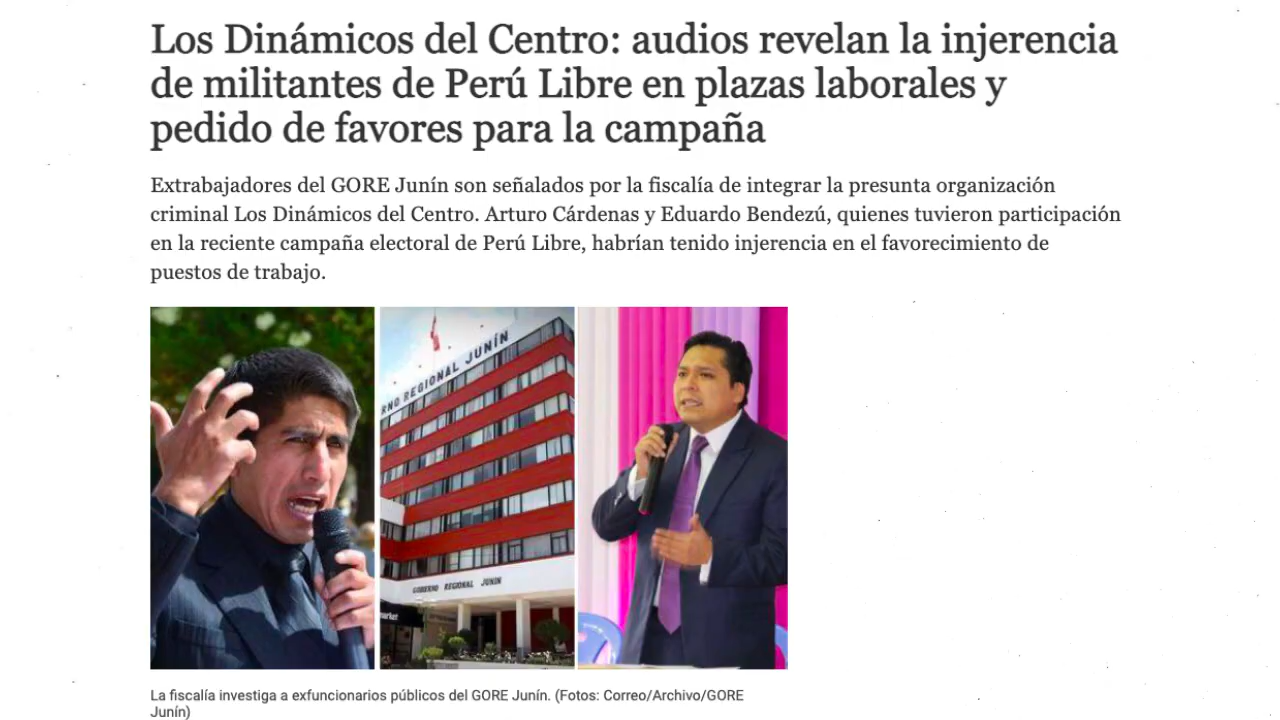 Los Dinámicos del Centro: audios revelan la injerencia
de militantes de Perú Libre en plazas laborales y
pedido de favores para la campaña
Extrabajadores del GORE Junín son señalados por la fiscalía de integrar la presunta organización
criminal Los Dinámicos del Centro. Arturo Cárdenas y Eduardo Bendezú, quienes tuvieron participación
en la reciente campaña electoral de Perú Libre, habrían tenido injerencia en el favorecimiento de
puestos de trabajo.
RNO REGIONAL JUNÍN
GOBIERNO REGIONAL JUNIN
market
La fiscalía investiga a exfuncionarios públicos del GORE Junín. (Fotos: Correo/Archivo/GORE
Junín)